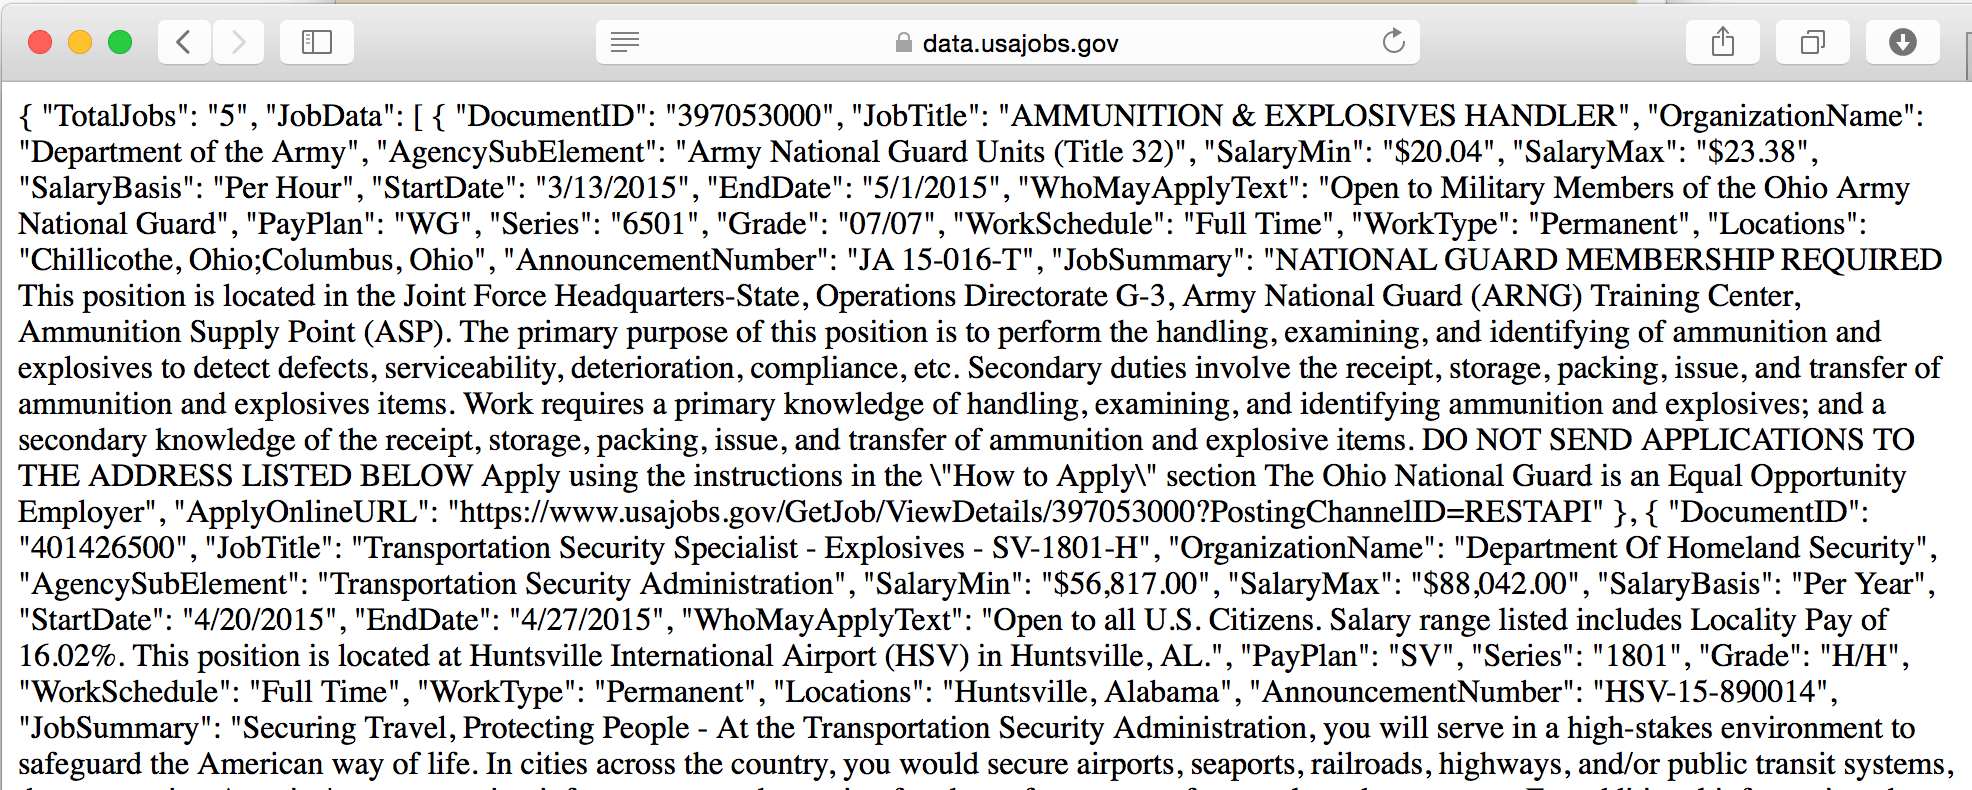 data.usajobs.gov
{ "TotalJobs": "5", "JobData": [ { "DocumentID": "397053000", "JobTitle": "AMMUNITION & EXPLOSIVES HANDLER", "OrganizationName":
"Department of the Army", "AgencySubElement": "Army National Guard Units (Title 32)", "SalaryMin": "$20.04", "SalaryMax": "$23.38",
"SalaryBasis": "Per Hour", "StartDate": "3/13/2015", "EndDate": "5/1/2015", "WhoMayApplyText": "Open to Military Members of the Ohio Army
National Guard", "PayPlan": "WG", "Series": "6501", "Grade": "07/07", "WorkSchedule": "Full Time", "WorkType": "Permanent", "Locations":
"Chillicothe, Ohio;Columbus, Ohio", "AnnouncementNumber": "JA 15-016-T", "JobSummary": "NATIONAL GUARD MEMBERSHIP REQUIRED
This position is located in the Joint Force Headquarters-State, Operations Directorate G-3, Army National Guard (ARNG) Training Center,
Ammunition Supply Point (ASP). The primary purpose of this position is to perform the handling, examining, and identifying of ammunition and
explosives to detect defects, serviceability, deterioration, compliance, etc. Secondary duties involve the receipt, storage, packing, issue, and transfer of
ammunition and explosives items. Work requires a primary knowledge of handling, examining, and identifying ammunition and explosives; and a
secondary knowledge of the receipt, storage, packing, issue, and transfer of ammunition and explosive items. DO NOT SEND APPLICATIONS TO
THE ADDRESS LISTED BELOW Apply using the instructions in the \"How to Apply\" section The Ohio National Guard is an Equal Opportunity
Employer", "ApplyOnlineURL": "https://www.usajobs.gov/GetJob/ViewDetails/397053000?PostingChannelID=RESTAPI" }, { "DocumentID":
"401426500", "JobTitle": "Transportation Security Specialist - Explosives - SV-1801-H", "OrganizationName": "Department Of Homeland Security",
"AgencySubElement": "Transportation Security Administration", "SalaryMin": "$56,817.00", "SalaryMax": "$88,042.00", "SalaryBasis": "Per Year",
"StartDate": "4/20/2015", "EndDate": "4/27/2015", "WhoMayApplyText": "Open to all U.S. Citizens. Salary range listed includes Locality Pay of
16.02%. This position is located at Huntsville International Airport (HSV) in Huntsville, AL.", "PayPlan": "SV", "Series": "1801", "Grade": "H/H",
"WorkSchedule": "Full Time", "WorkType": "Permanent", "Locations": "Huntsville, Alabama", "AnnouncementNumber": "HSV-15-890014",
"JobSummary": "Securing Travel, Protecting People - At the Transportation Security Administration, you will serve in a high-stakes environment to
safeguard the American way of life. In cities across the country, you would secure airports, seaports, railroads, highways, and/or public transit systems,